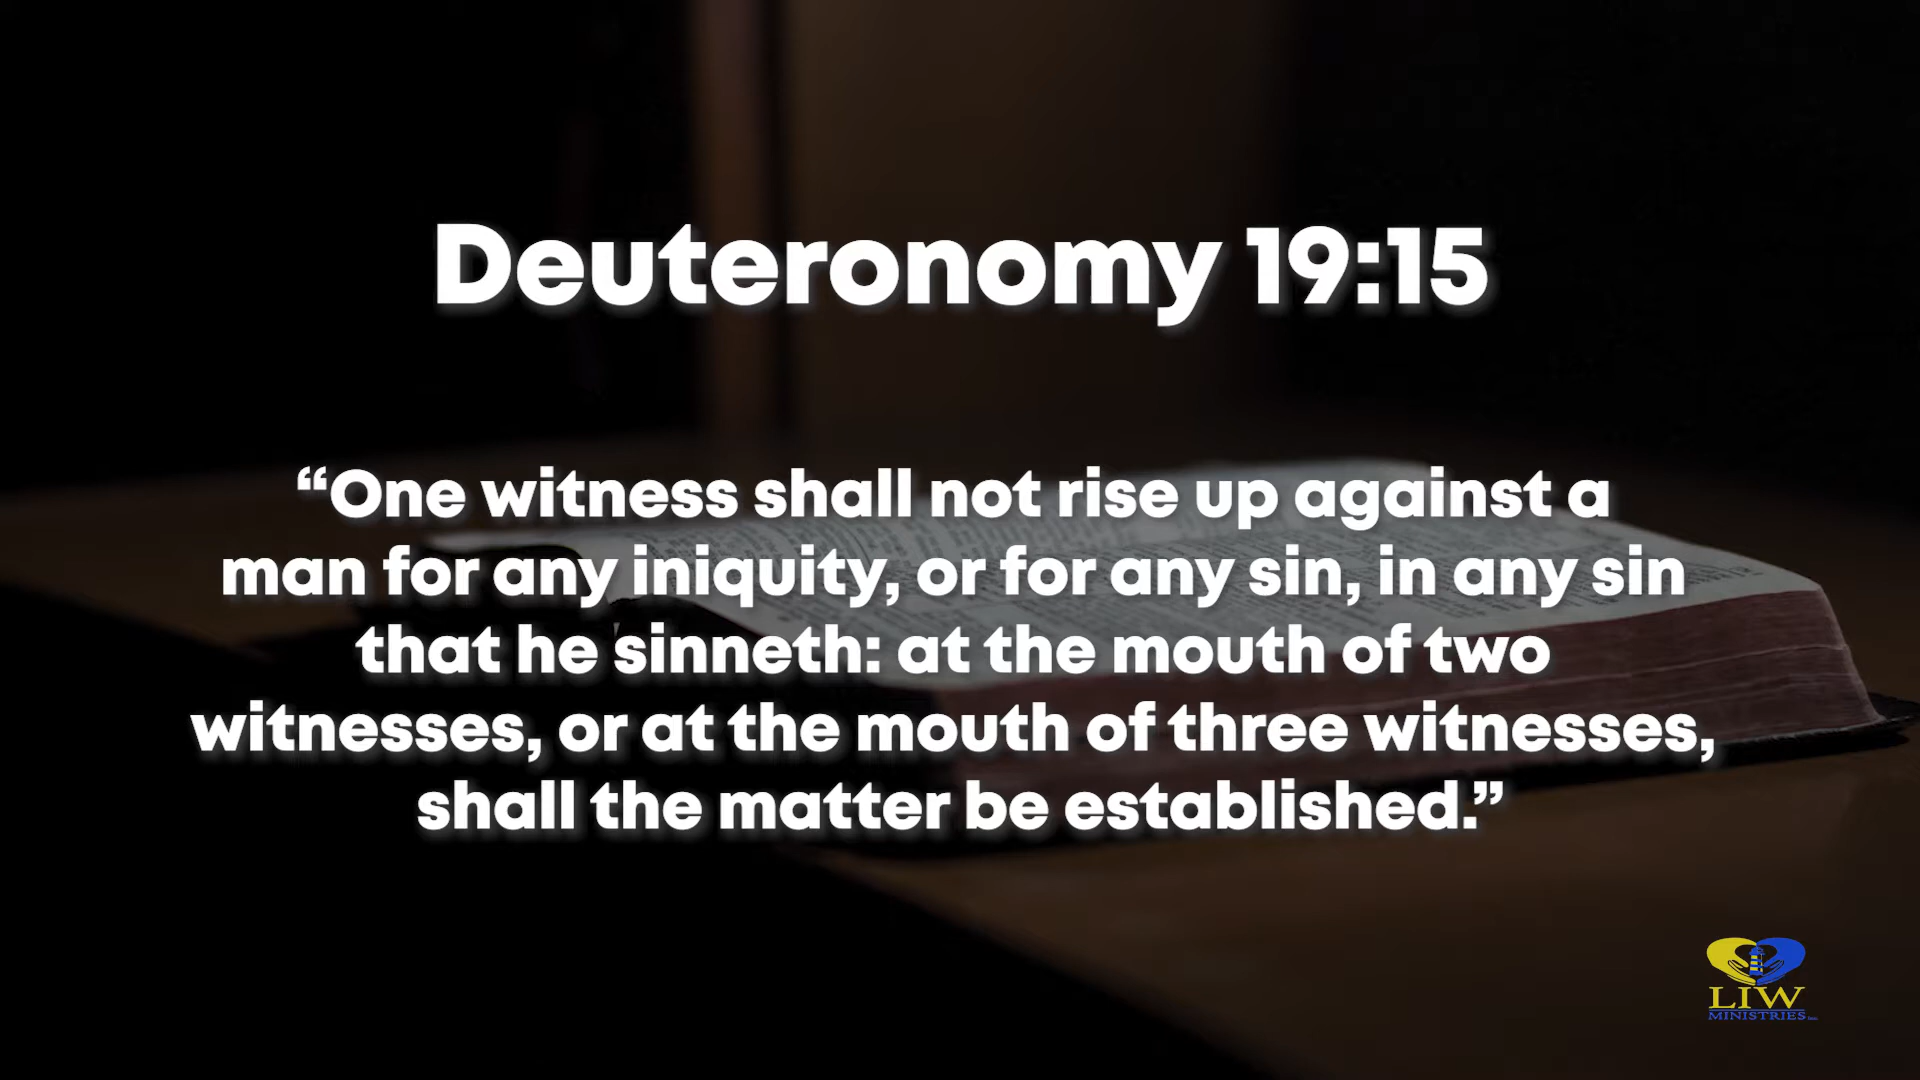 Deuteronomy 19:15
“One witness shall not rise up against a
man for any iniquity, or for any sin, in any sin
that he sinneth: at the mouth of two
witnesses, or at the mouth of three witnesses,
shall the matter be established.”
LIW
MINISTRIES